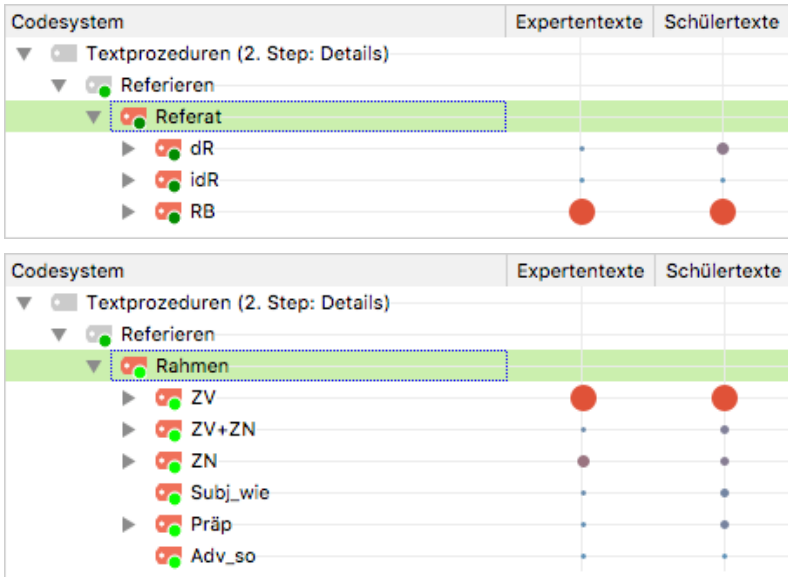 Codesystem Expertentexte Schülertexte
Textprozeduren (2. Step: Details)
Referieren
Referat
dR
idR
RB
Codesystem Expertentexte Schülertexte
Textprozeduren (2. Step: Details)
Referieren
Rahmen
ZV
ZV+ZN
ZN
Subj_wie
Präp
Adv_so